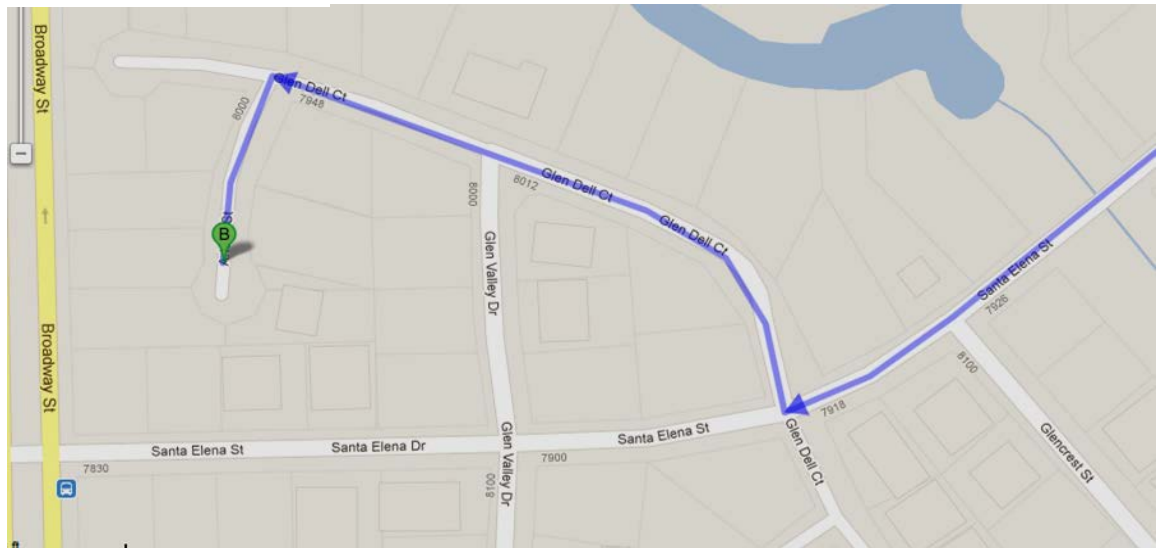 Broadway St
Glen Dell Ct
7948
8000
8012
Glen Dell Ct
8000
St
B
Glen Dell Ct
Glen Valley Dr
Santa Elena St
7926
Broadway St
8100
7918
Santa Elena St
Glen Dell Ct
Glencrest St
Santa Elena St
Santa Elena Dr
Glen Valley Dr
7900
7830
8100